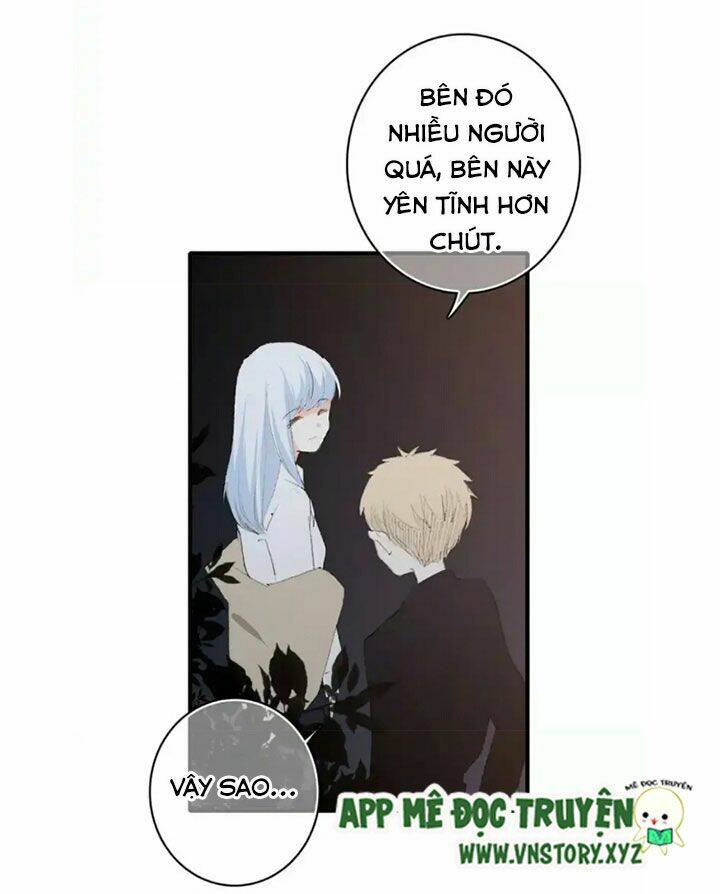 BÊN ĐÓ
NHIỀU NGƯỜI
QUÁ, BÊN NÀY
YÊN TĨNH HƠN
CHÚT.
VẬY SAO...
MÊ ĐỌC TRUYỆN
APP MÊ ĐỌC TRUYỆN
WWW.VNSTORY.XYZ